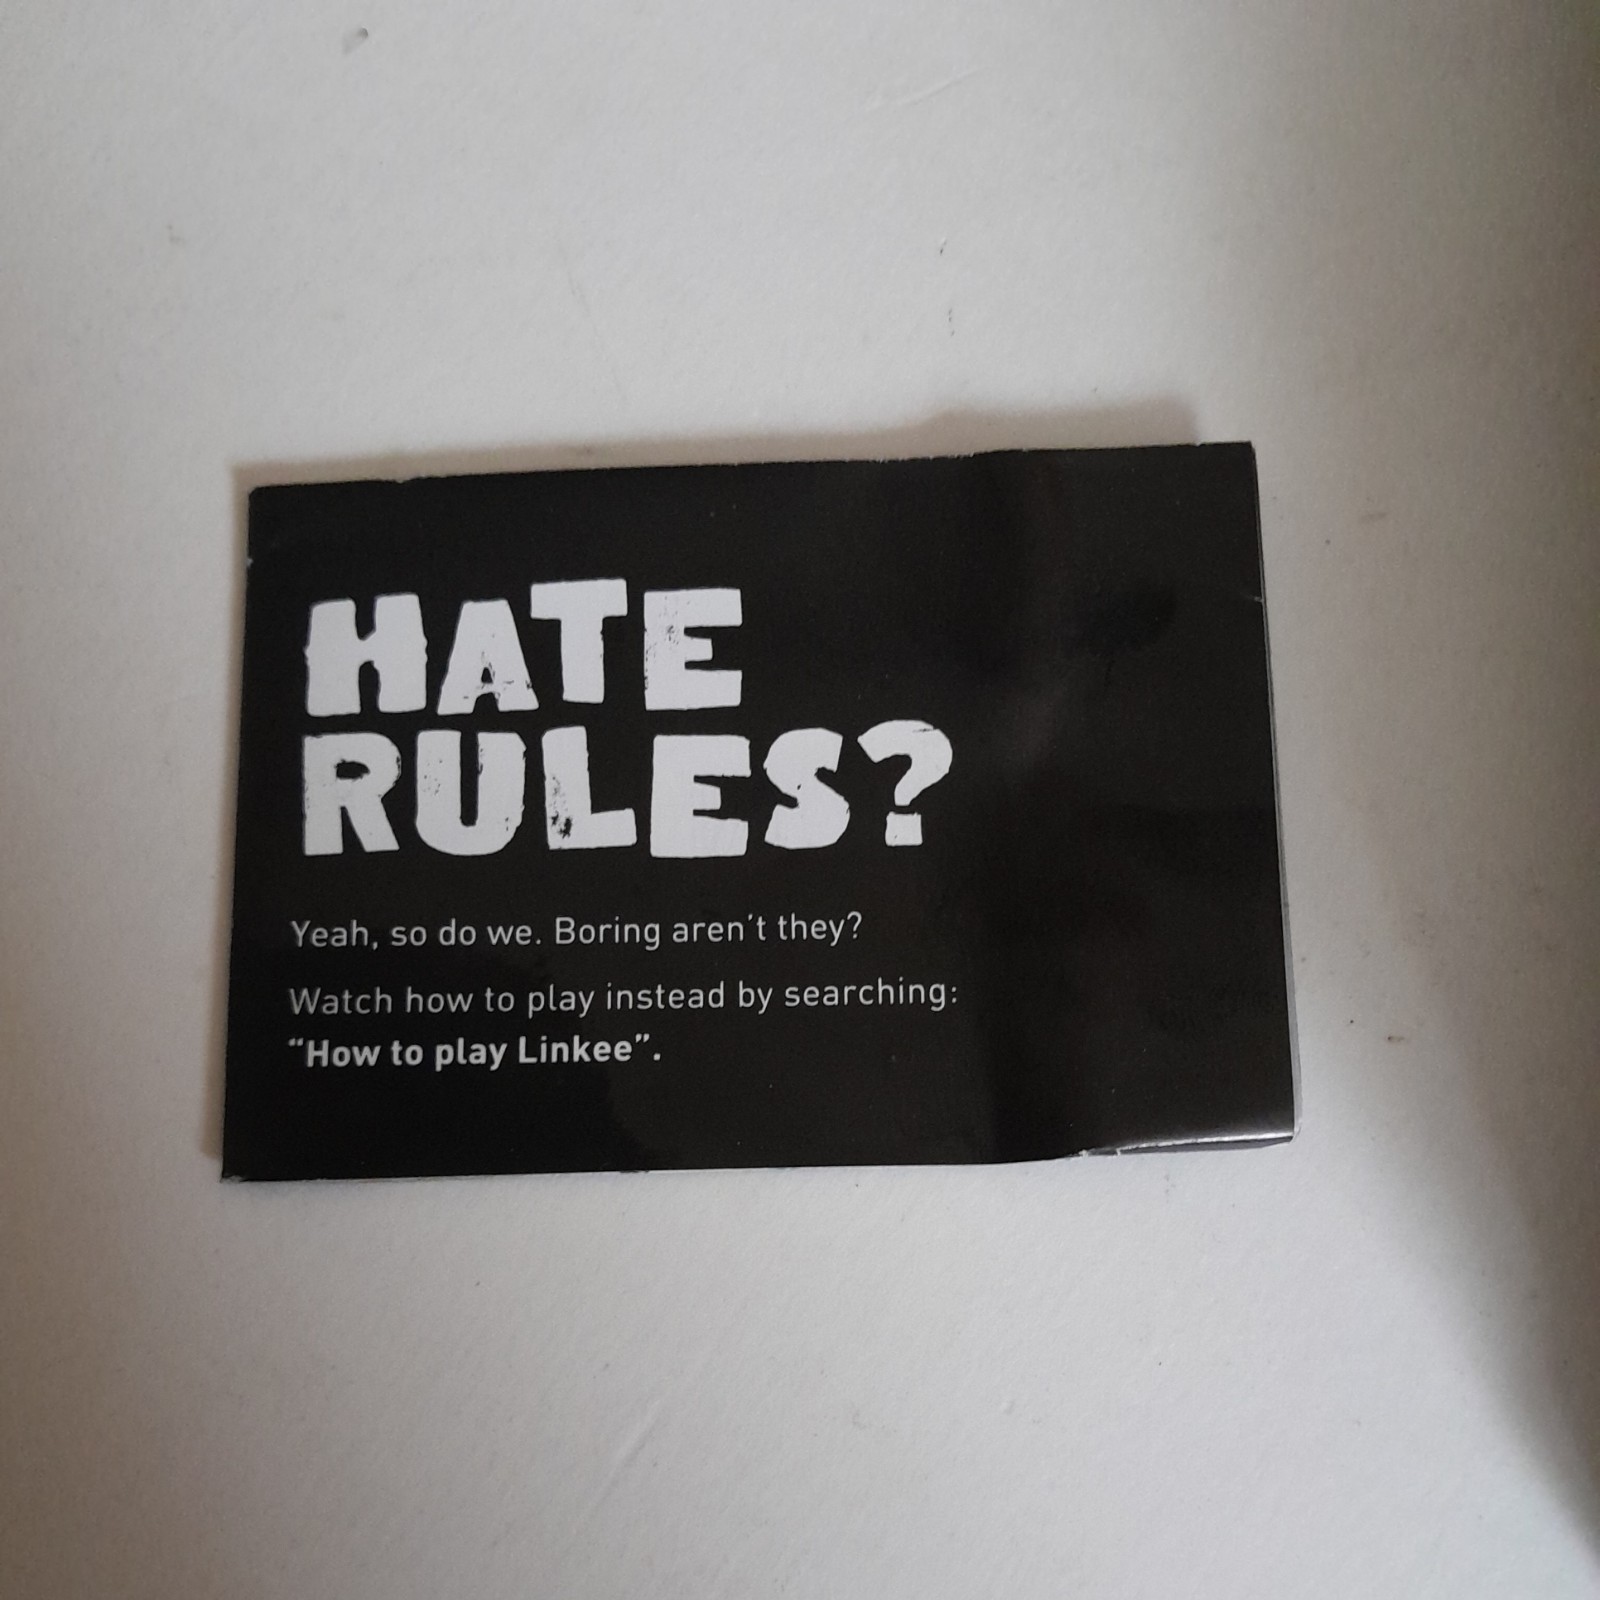 HATE
RULES?
Yeah, so do we. Boring aren't they?
Watch how to play instead by searching:
“How to play Linkee”.